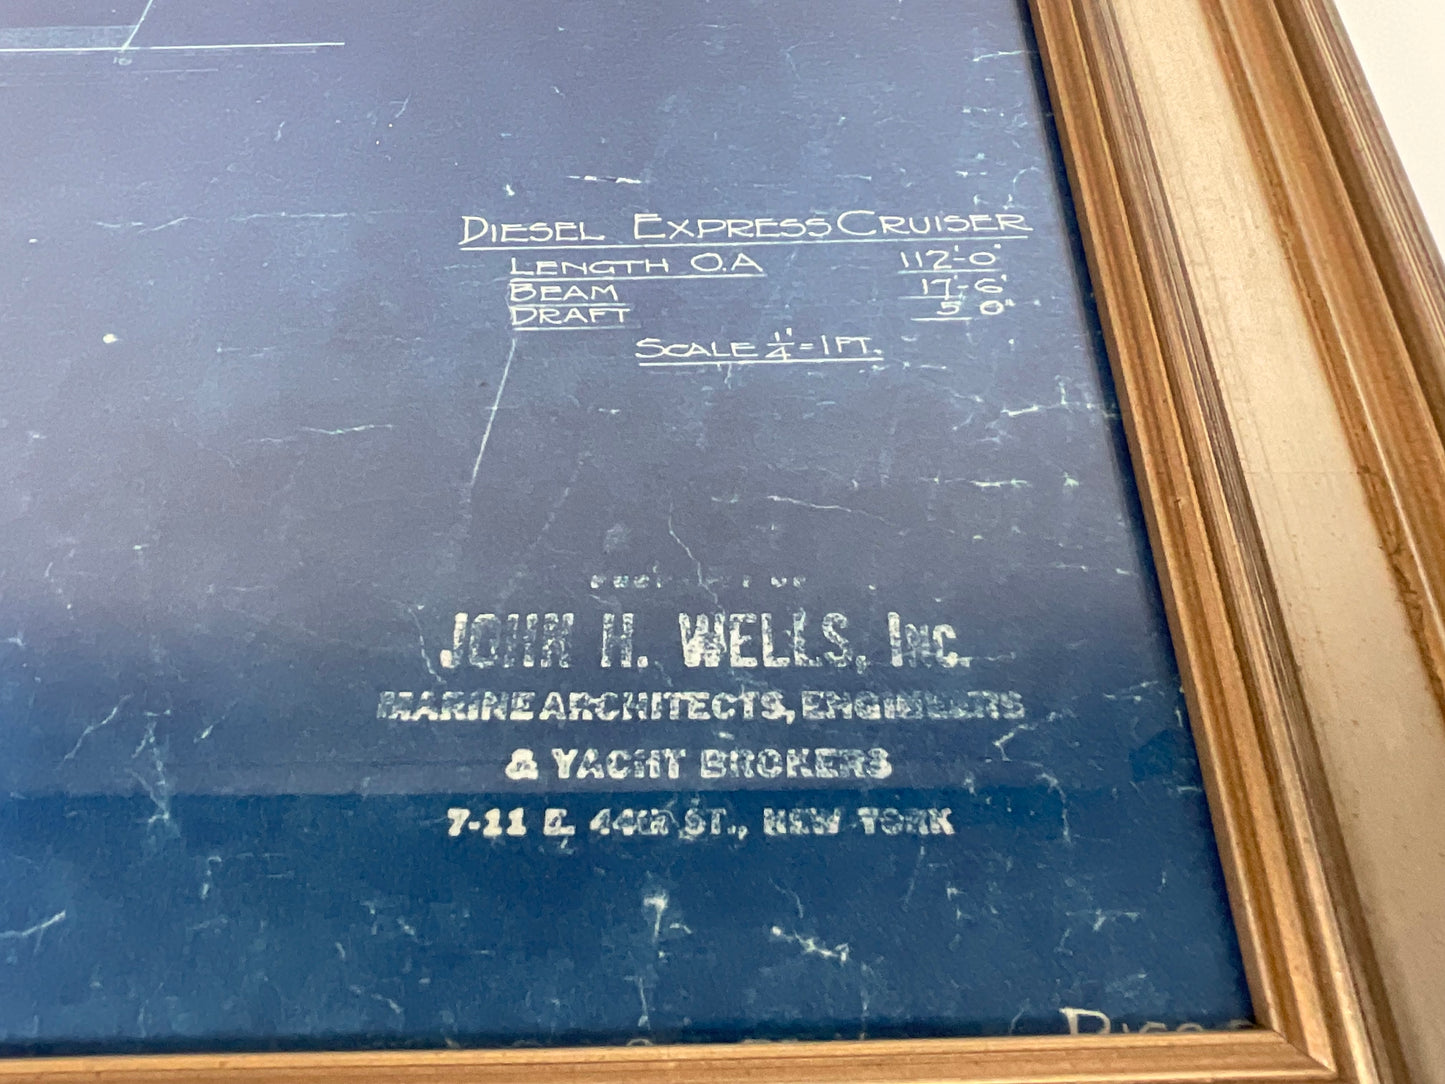 DIESEL EXPRESS CRUISER
LENGTH O.A 112'-0"
BEAM 17'-6"
DRAFT 5 0"
SCALE 1/4" = 1 FT.
JOHN H. WELLS, INC.
MARINE ARCHITECTS, ENGINEERS
& YACHT BROKERS
7-11 E. 44th ST., NEW YORK